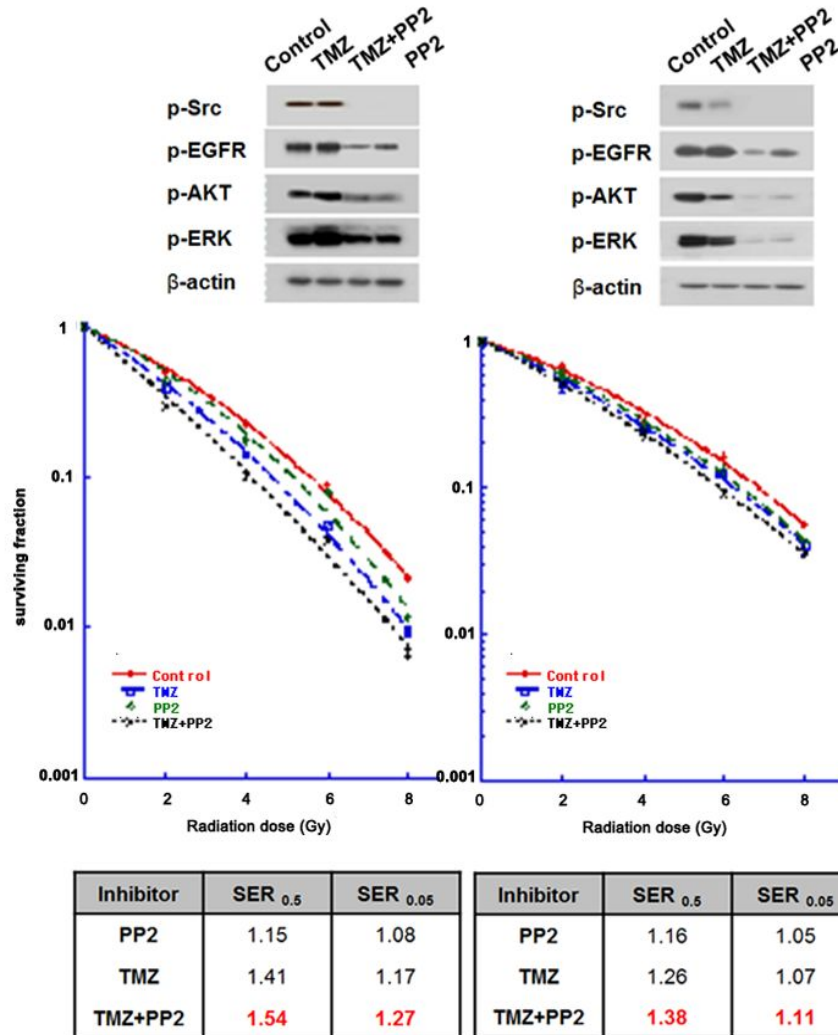 Control TMZ TMZ+PP2 PP2
p-Src
p-EGFR
p-AKT
p-ERK
β-actin
Control TMZ TMZ+PP2 PP2
p-Src
p-EGFR
p-AKT
p-ERK
β-actin
1
0.1
0.01
0.001
surviving fraction
Control
TMZ
PP2
TMZ+PP2
0 2 4 6 8
Radiation dose (Gy)
1
0.1
0.01
0.001
Control
TMZ
PP2
TMZ+PP2
0 2 4 6 8
Radiation dose (Gy)
Inhibitor SER 0.5 SER 0.05
PP2 1.15 1.08
TMZ 1.41 1.17
TMZ+PP2 1.54 1.27
Inhibitor SER 0.5 SER 0.05
PP2 1.16 1.05
TMZ 1.26 1.07
TMZ+PP2 1.38 1.11